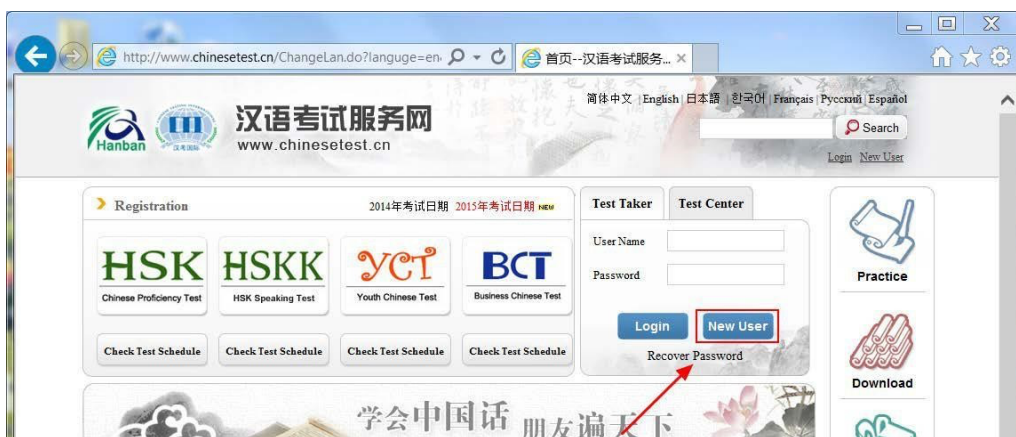 http://www.chinesetest.cn/ChangeLan.do?languge=en
首页--汉语考试服务...
简体中文 | English | 日本語 | 한국어 | Français | Русский | Español
Hanban
汉语考试服务网
www.chinesetest.cn
Search
Login New User
Registration
2014年考试日期 2015年考试日期 NEW
HSK
Chinese Proficiency Test
HSKK
HSK Speaking Test
YCT
Youth Chinese Test
BCT
Business Chinese Test
Check Test Schedule
Check Test Schedule
Check Test Schedule
Check Test Schedule
Test Taker
Test Center
User Name
Password
Login
New User
Recover Password
Practice
Download
学会中国话 朋友遍天下